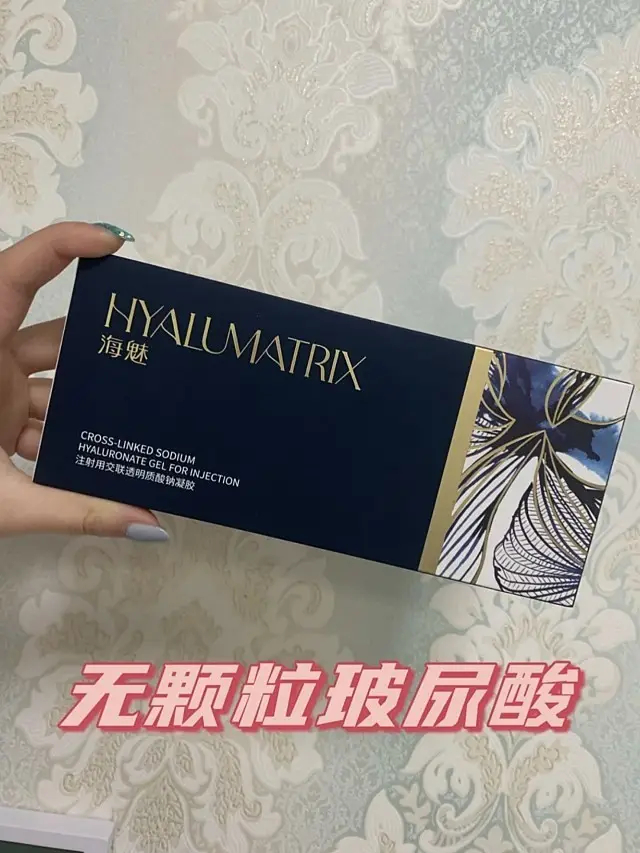 HYALUMATRIX
海魅
CROSS-LINKED SODIUM
HYALURONATE GEL FOR INJECTION
注射用交联透明质酸钠凝胶
无颗粒玻尿酸